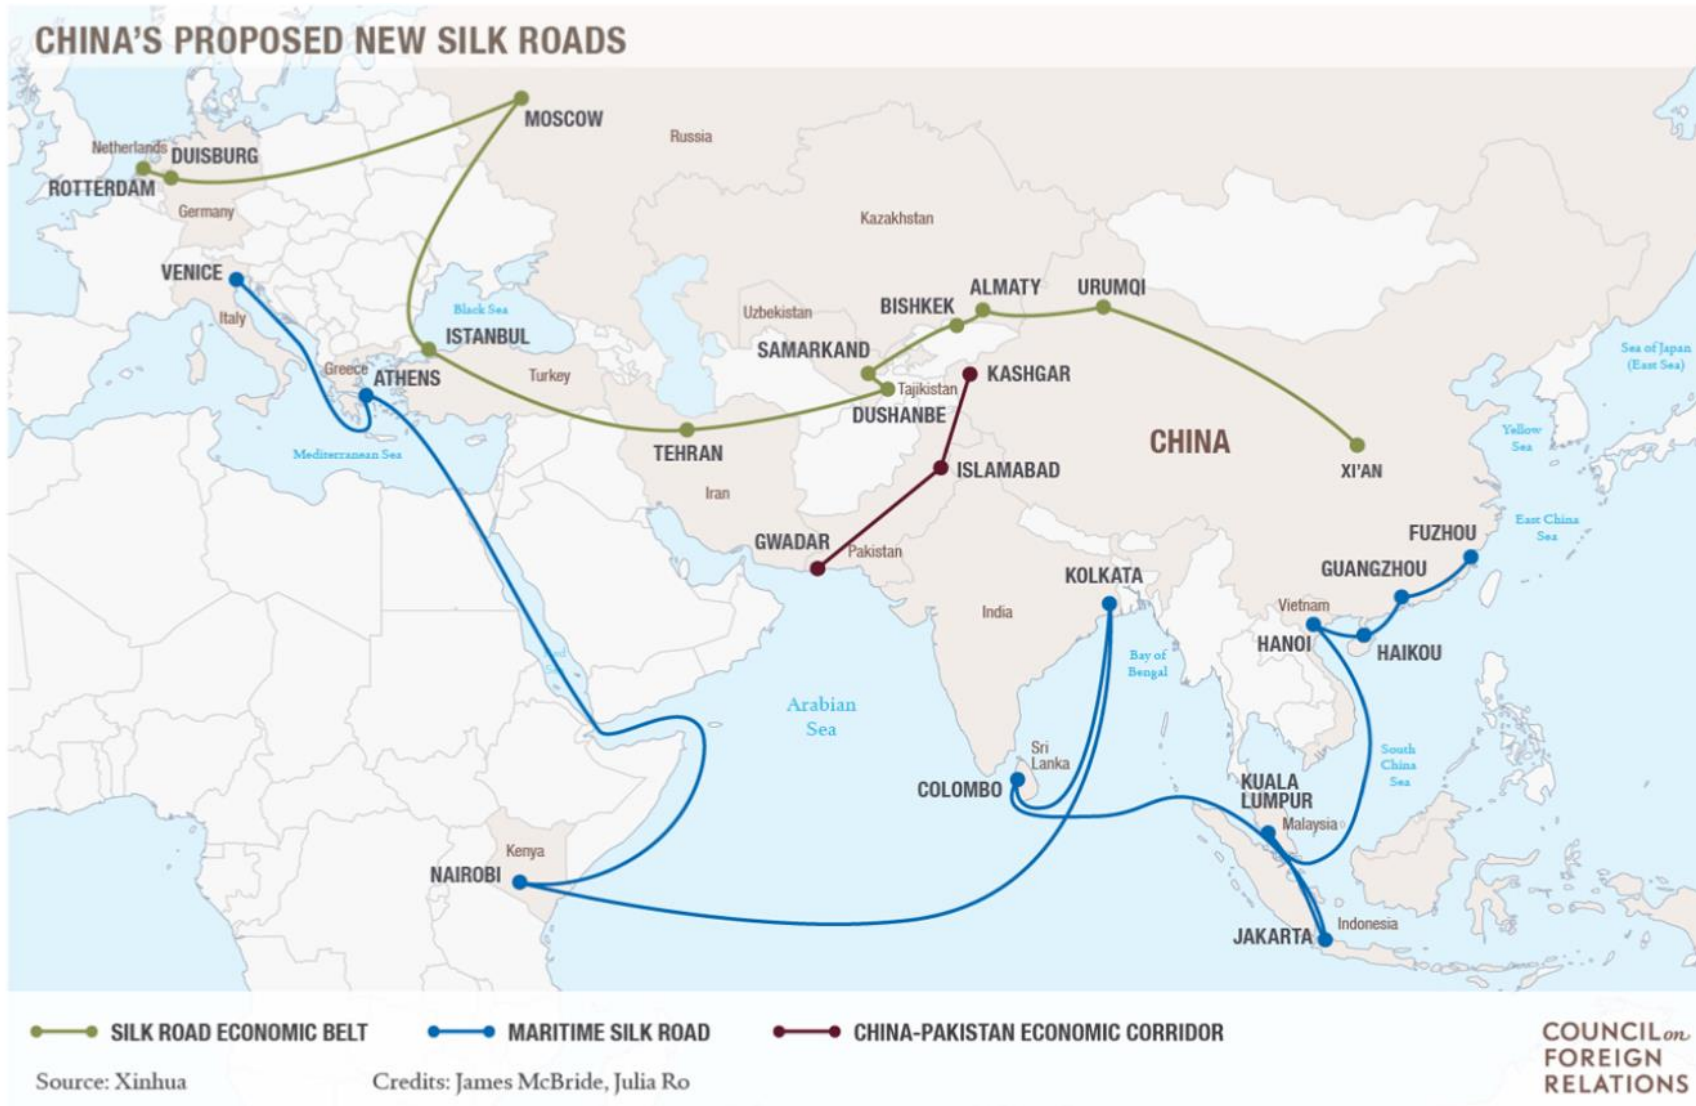 CHINA'S PROPOSED NEW SILK ROADS
MOSCOW
Russia
Netherlands
DUISBURG
ROTTERDAM
Germany
Kazakhstan
VENICE
ALMATY
URUMQI
BISHKEK
Black Sea
Uzbekistan
Italy
ISTANBUL
SAMARKAND
Sea of Japan
(East Sea)
Greece
ATHENS
Turkey
KASHGAR
Tajikistan
DUSHANBE
CHINA
Yellow
Sea
Mediterranean Sea
TEHRAN
ISLAMABAD
XI'AN
Iran
East China
Sea
FUZHOU
GWADAR
Pakistan
GUANGZHOU
KOLKATA
India
Vietnam
HANOI
HAIKOU
Red
Sea
Bay of
Bengal
Arabian
Sea
Sri
Lanka
South
China
Sea
COLOMBO
KUALA
LUMPUR
Malaysia
Kenya
NAIROBI
JAKARTA
Indonesia
SILK ROAD ECONOMIC BELT
MARITIME SILK ROAD
CHINA-PAKISTAN ECONOMIC CORRIDOR
Source: Xinhua
Credits: James McBride, Julia Ro
COUNCIL on
FOREIGN
RELATIONS